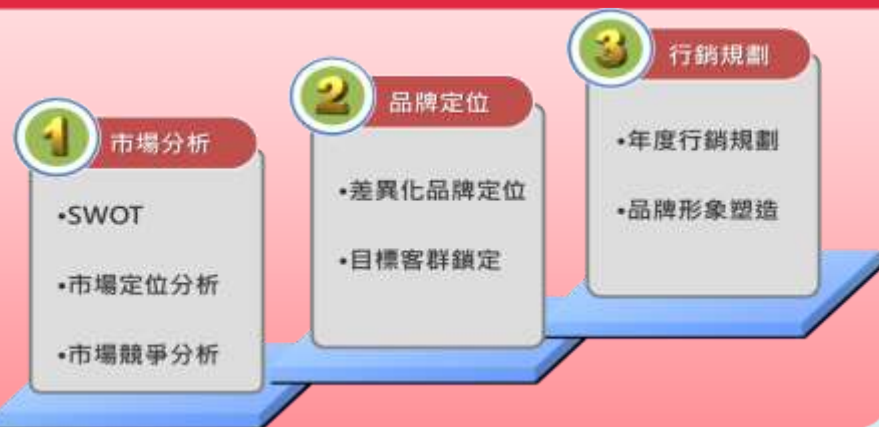 1
市場分析
•SWOT
•市場定位分析
•市場競爭分析
2
品牌定位
•差異化品牌定位
•目標客群鎖定
3
行銷規劃
•年度行銷規劃
•品牌形象塑造